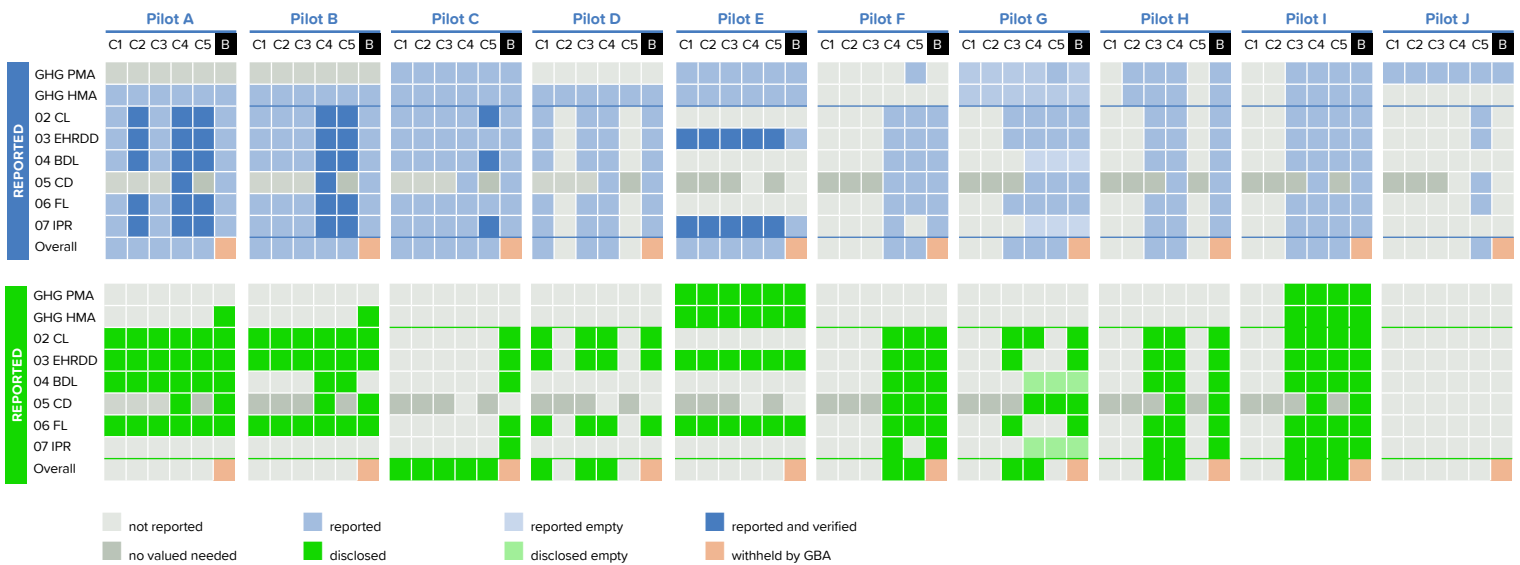 Pilot A Pilot B Pilot C Pilot D Pilot E Pilot F Pilot G Pilot H Pilot I Pilot J
C1 C2 C3 C4 C5 B C1 C2 C3 C4 C5 B C1 C2 C3 C4 C5 B C1 C2 C3 C4 C5 B C1 C2 C3 C4 C5 B C1 C2 C3 C4 C5 B C1 C2 C3 C4 C5 B C1 C2 C3 C4 C5 B C1 C2 C3 C4 C5 B C1 C2 C3 C4 C5 B
REPORTED
GHG PMA
GHG HMA
02 CL
03 EHRDD
04 BDL
05 CD
06 FL
07 IPR
Overall
REPORTED
GHG PMA
GHG HMA
02 CL
03 EHRDD
04 BDL
05 CD
06 FL
07 IPR
Overall
not reported reported reported empty reported and verified
no valued needed disclosed disclosed empty withheld by GBA